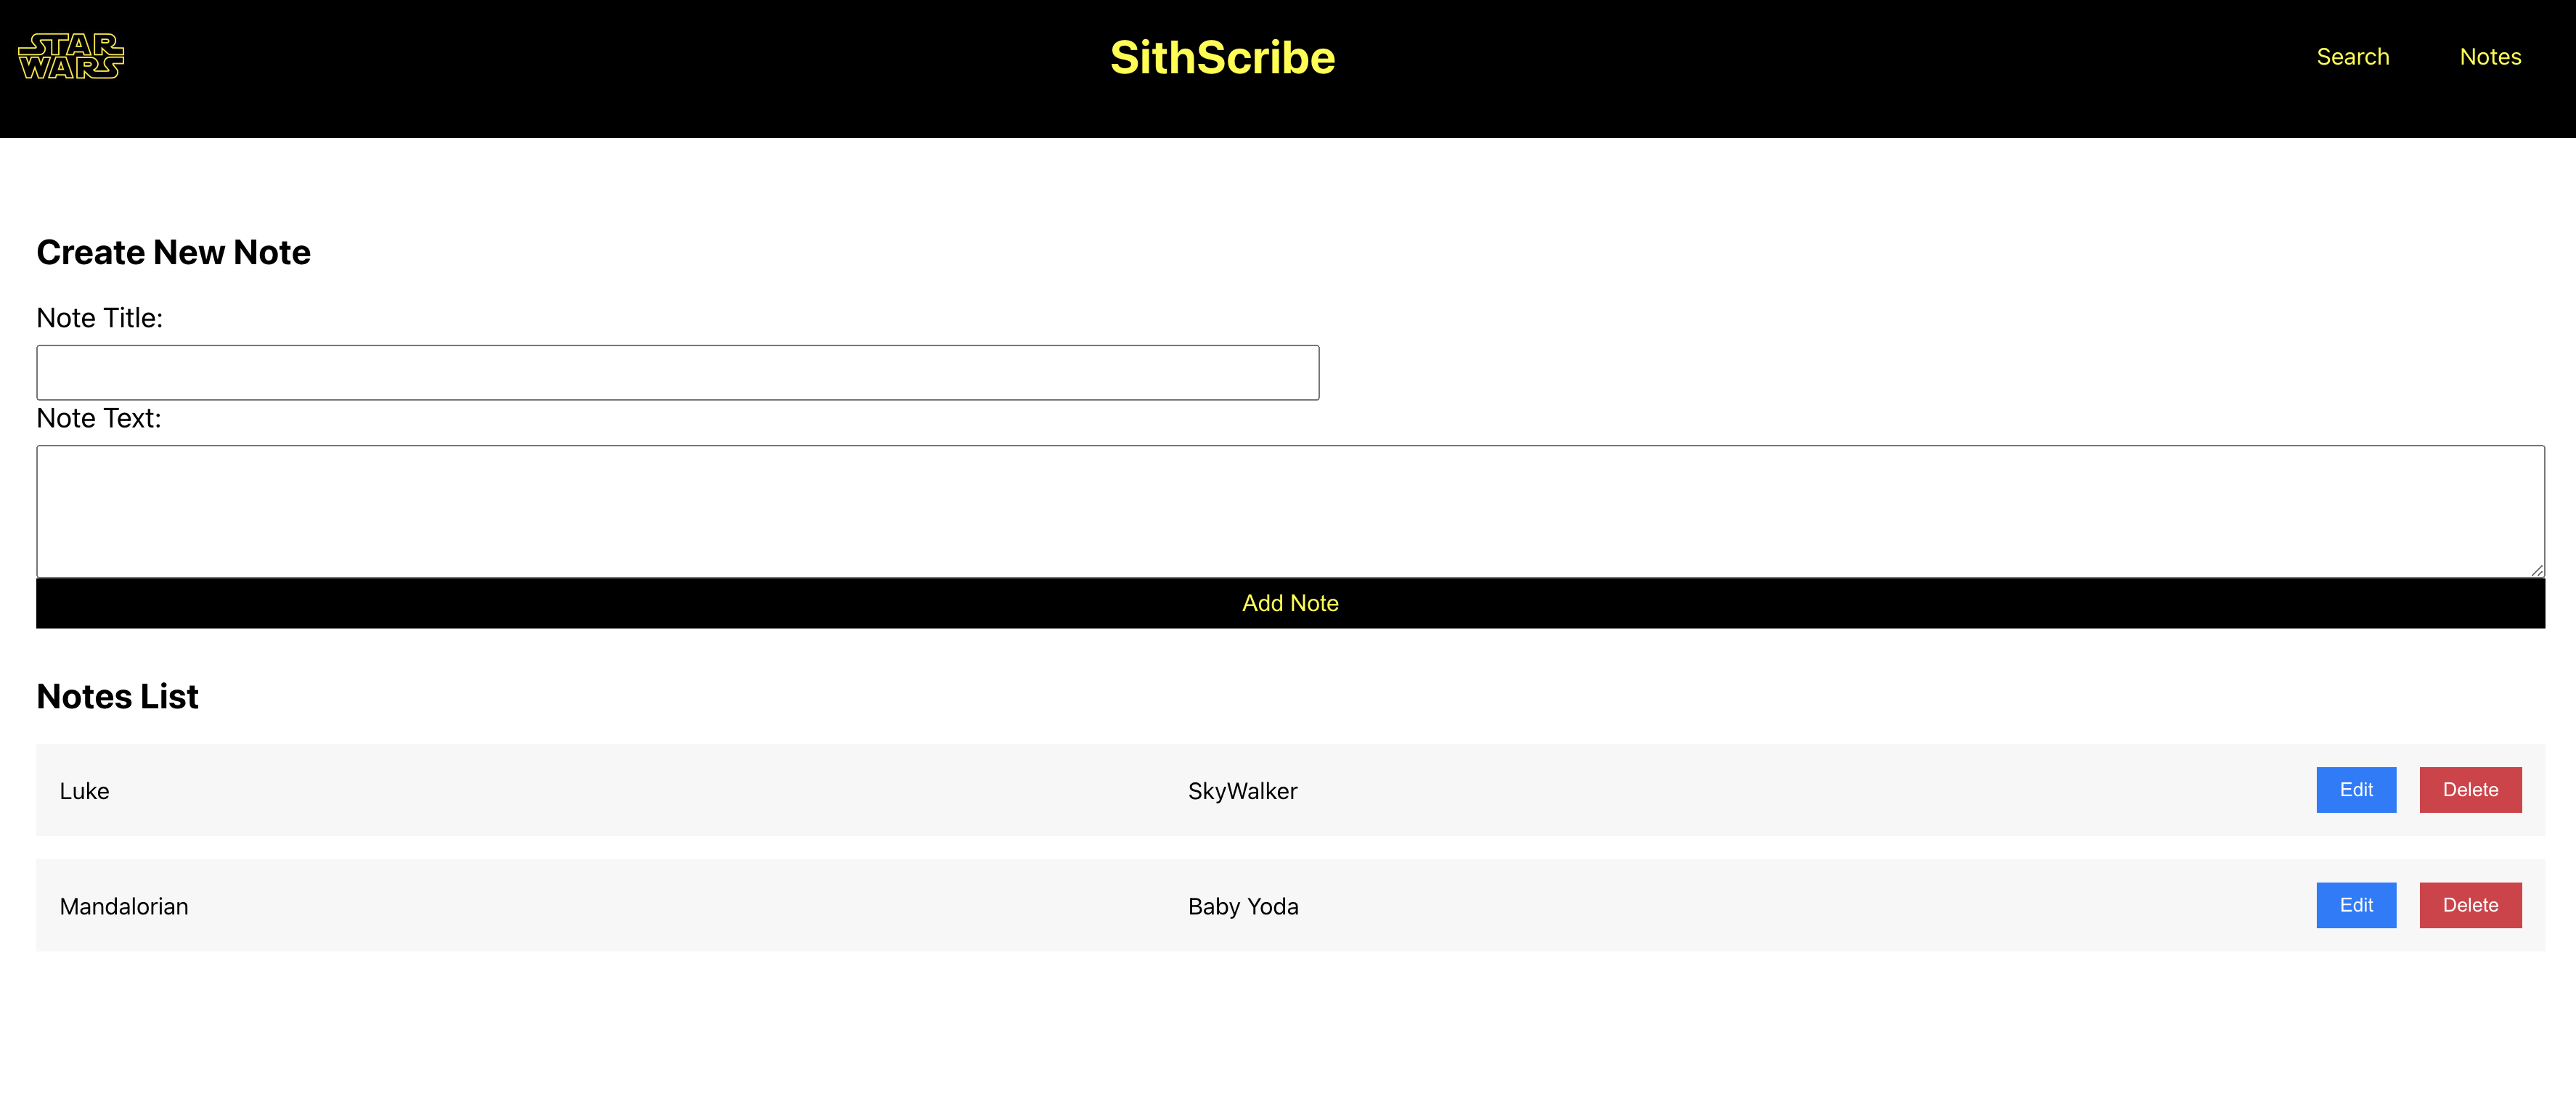 STAR
WARS
SithScribe
Search
Notes
Create New Note
Note Title:
Note Text:
Add Note
Notes List
Luke
SkyWalker
Edit
Delete
Mandalorian
Baby Yoda
Edit
Delete